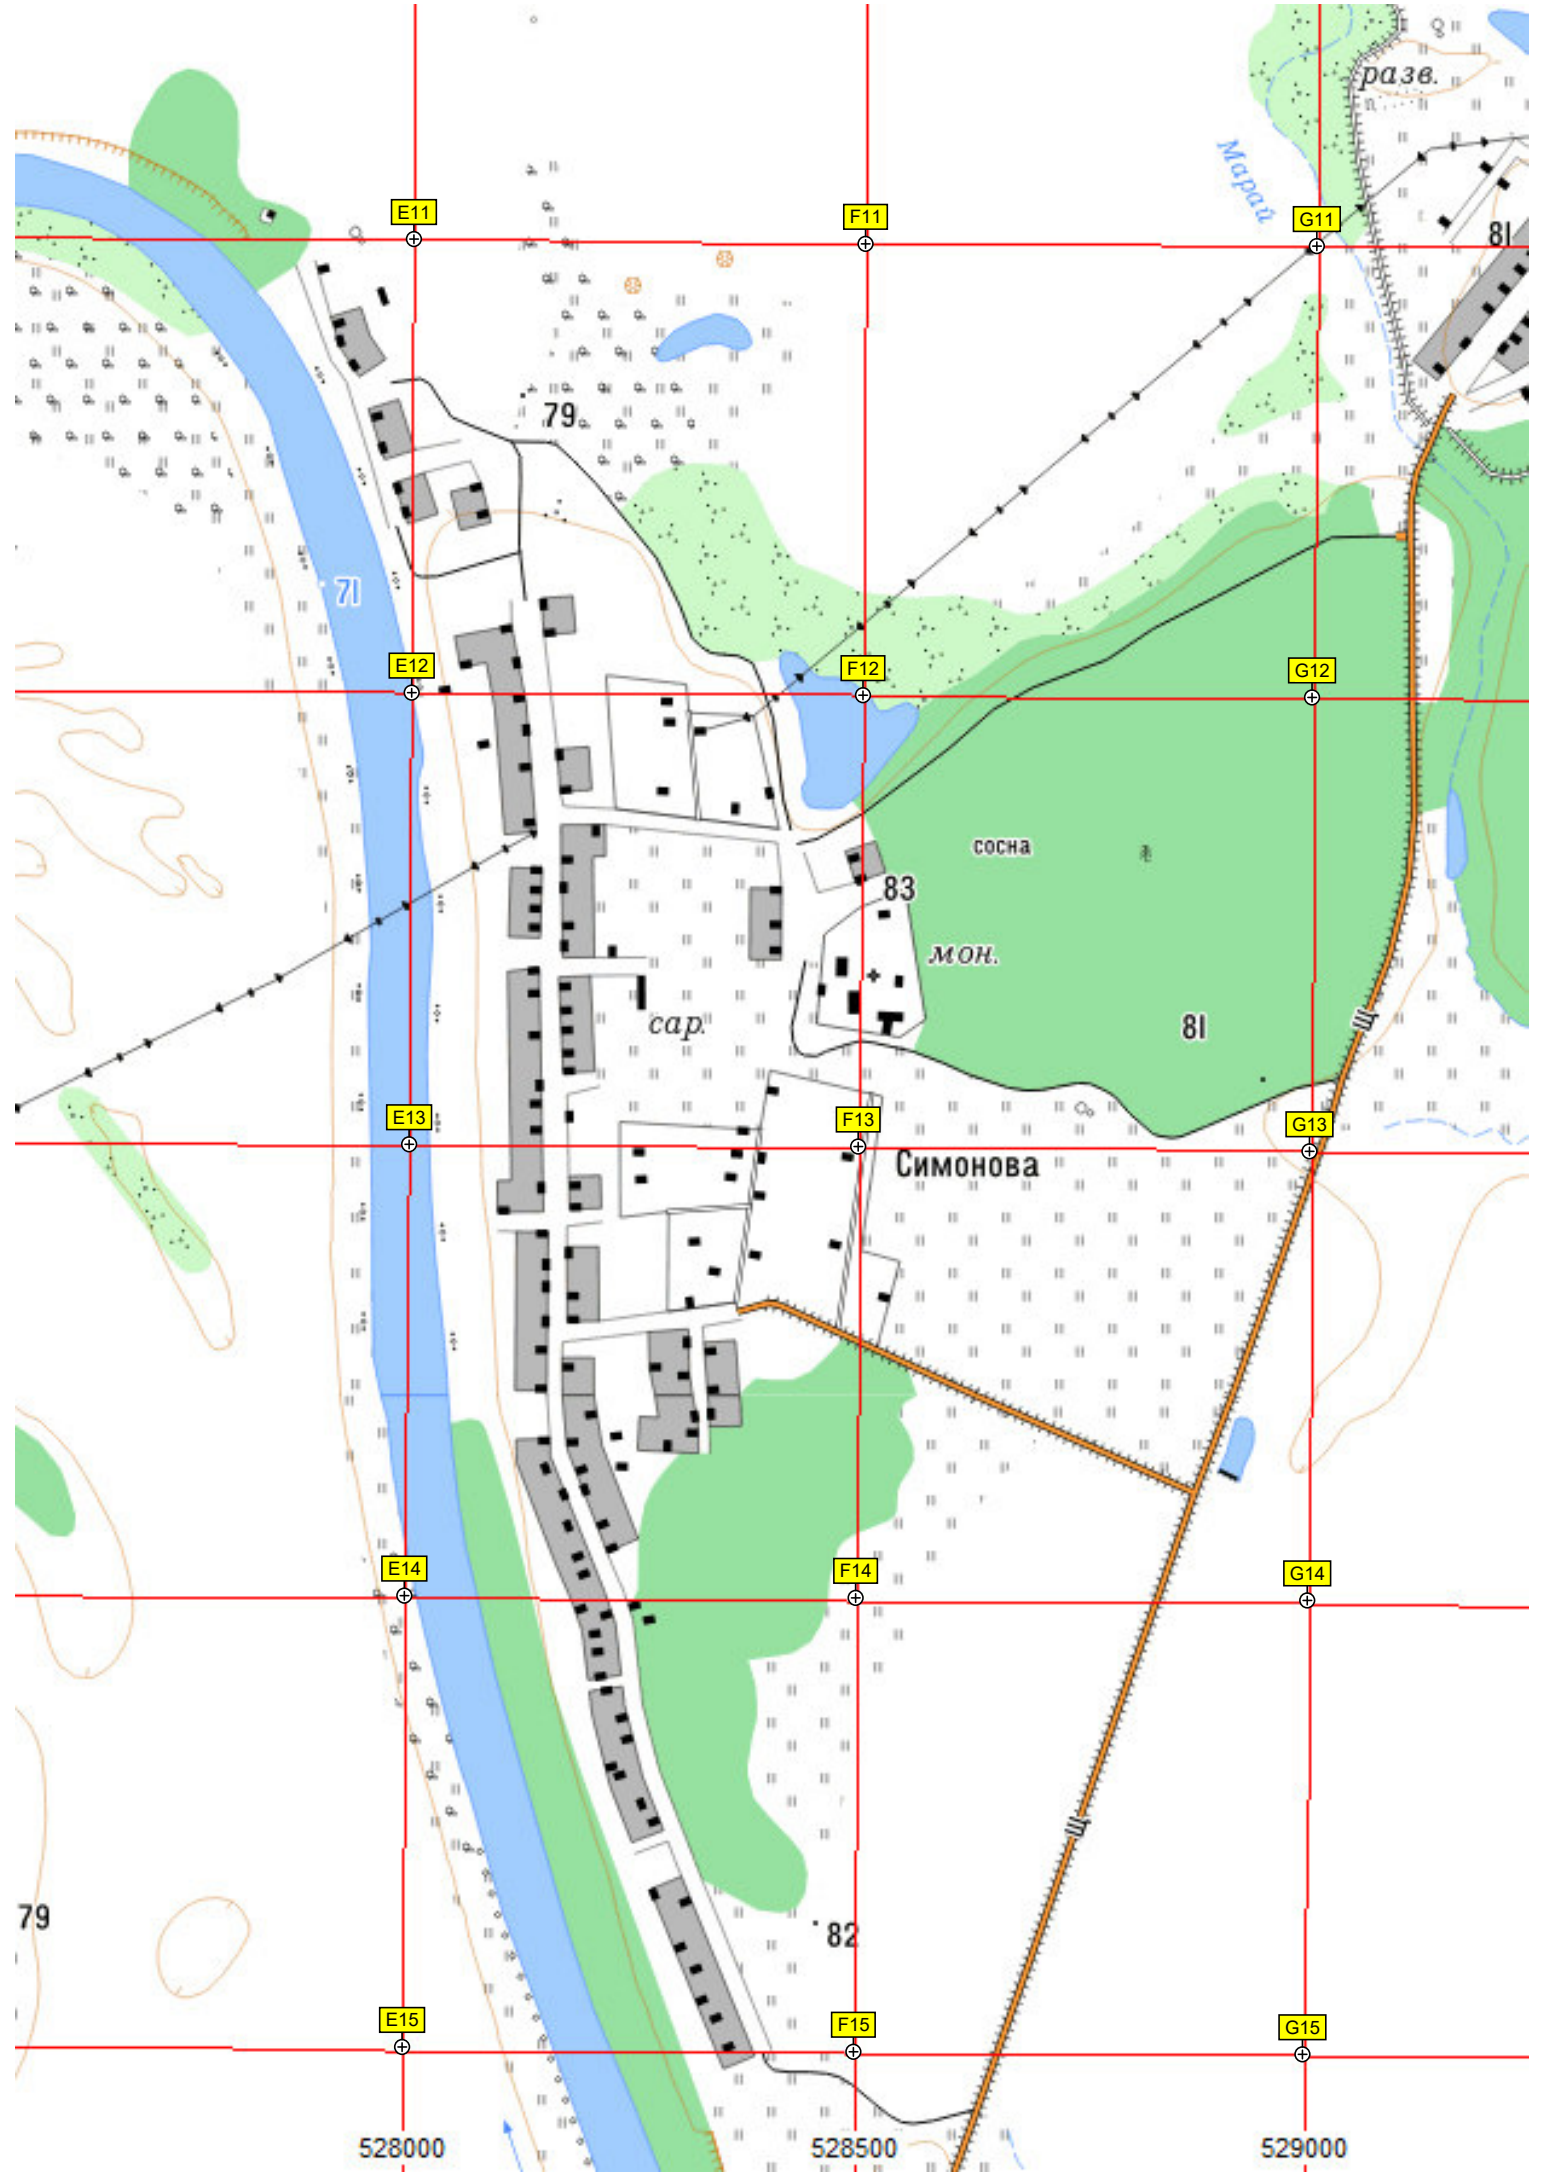 разв.
Марай
E11
F11
G11
81
79
71
E12
F12
G12
сосна
83
мон.
сар.
81
Щ
E13
F13
G13
Симонова
E14
F14
G14
Щ
79
82
E15
F15
G15
528000
528500
529000